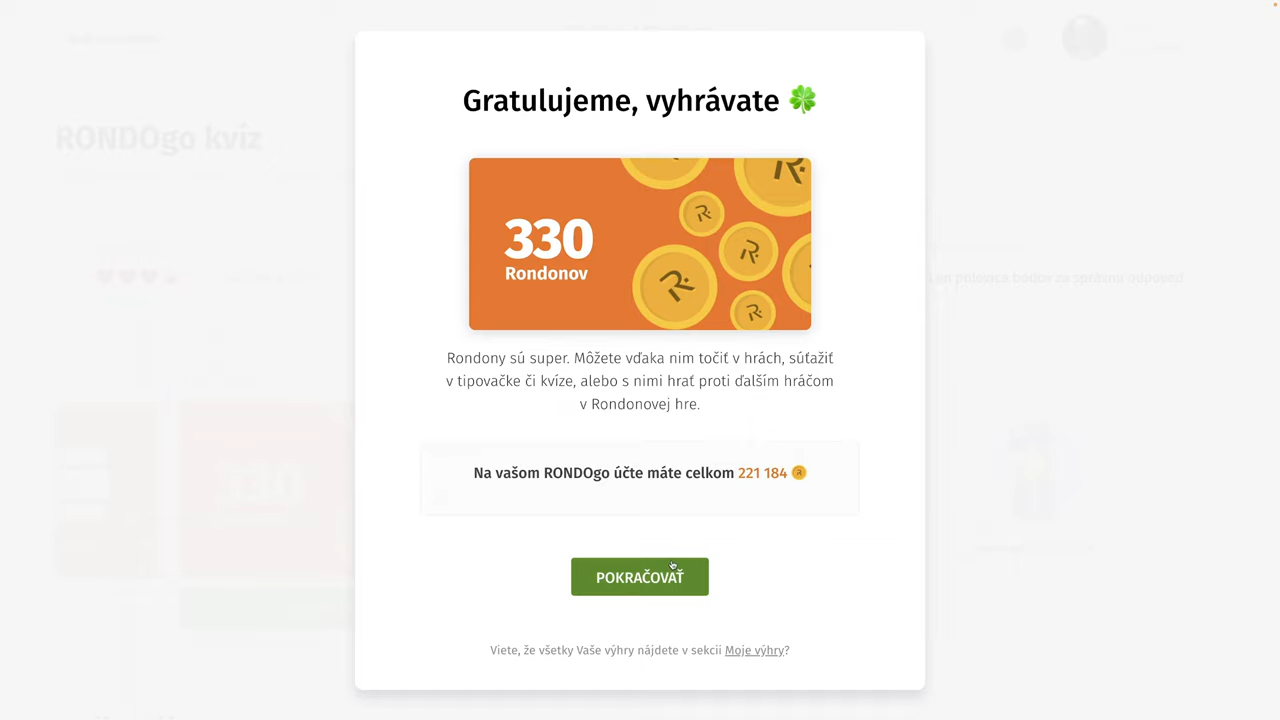 Gratulujeme, vyhrávate 🍀
RONDOgo kvíz
330
Rondonov
Rondony sú super. Môžete vďaka nim točiť v hrách, súťažiť
v tipovačke či kvíze, alebo s nimi hrať proti ďalším hráčom
v Rondonovej hre.
Na vašom RONDOgo účte máte celkom 221 184
POKRAČOVAŤ
Viete, že všetky Vaše výhry nájdete v sekcii Moje výhry?